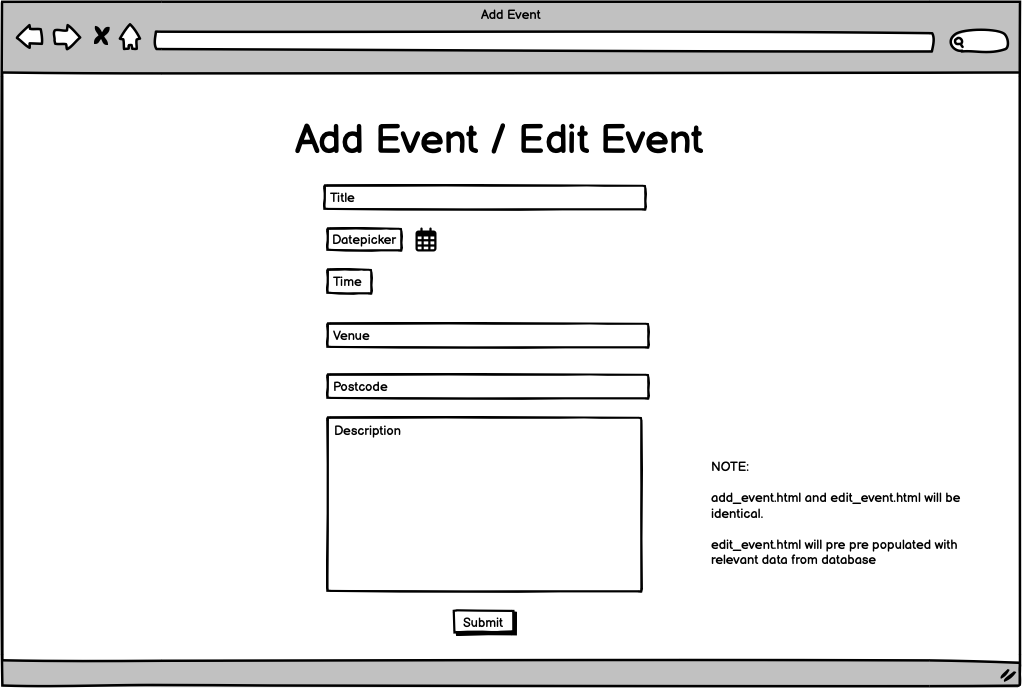 Add Event
Add Event / Edit Event
Title
Datepicker
Time
Venue
Postcode
Description
NOTE:
add_event.html and edit_event.html will be
identical.
edit_event.html will pre pre populated with
relevant data from database
Submit